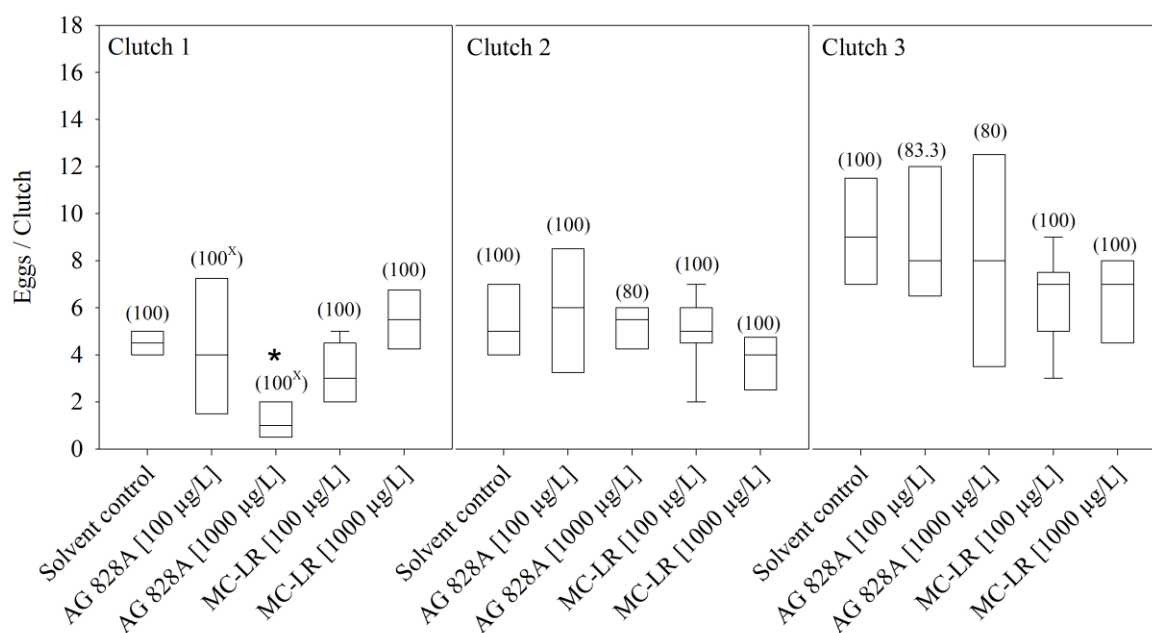 Eggs / Clutch
18
16
14
12
10
8
6
4
2
0
Clutch 1
(100)
(100ˣ)
*
(100ˣ)
(100)
(100)
Solvent control
AG 828A [100 µg/L]
AG 828A [1000 µg/L]
MC-LR [100 µg/L]
MC-LR [1000 µg/L]
Clutch 2
(100)
(100)
(80)
(100)
(100)
Solvent control
AG 828A [100 µg/L]
AG 828A [1000 µg/L]
MC-LR [100 µg/L]
MC-LR [1000 µg/L]
Clutch 3
(100)
(83.3)
(80)
(100)
(100)
Solvent control
AG 828A [100 µg/L]
AG 828A [1000 µg/L]
MC-LR [100 µg/L]
MC-LR [1000 µg/L]